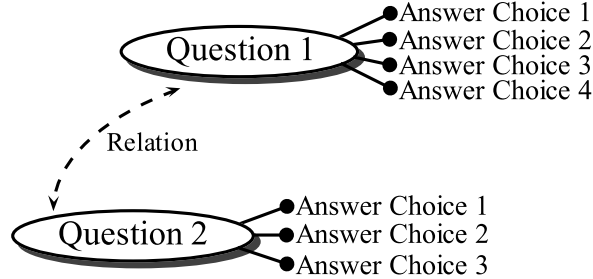 Question 1
Answer Choice 1
Answer Choice 2
Answer Choice 3
Answer Choice 4
Relation
Question 2
Answer Choice 1
Answer Choice 2
Answer Choice 3